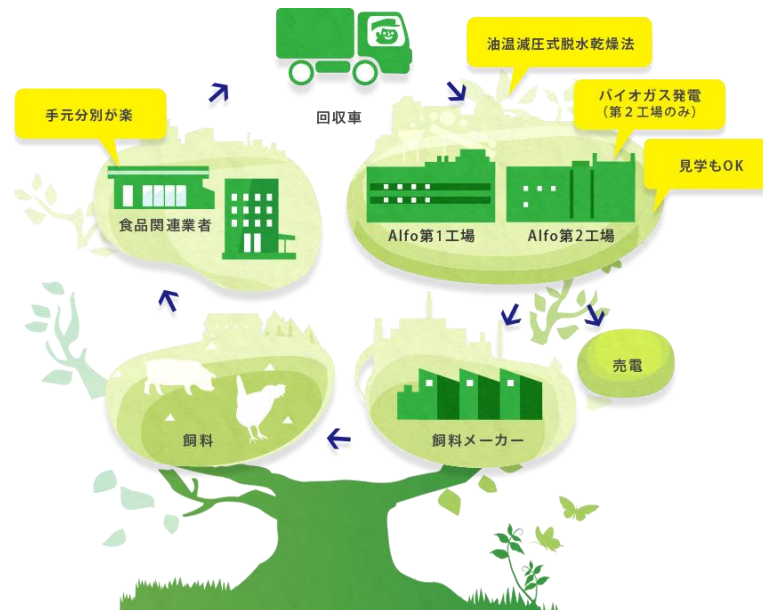 油温減圧式脱水乾燥法
バイオガス発電
(第２工場のみ)
手元分別が楽
回収車
見学もOK
食品関連業者
Alfo第1工場
Alfo第2工場
売電
飼料
飼料メーカー